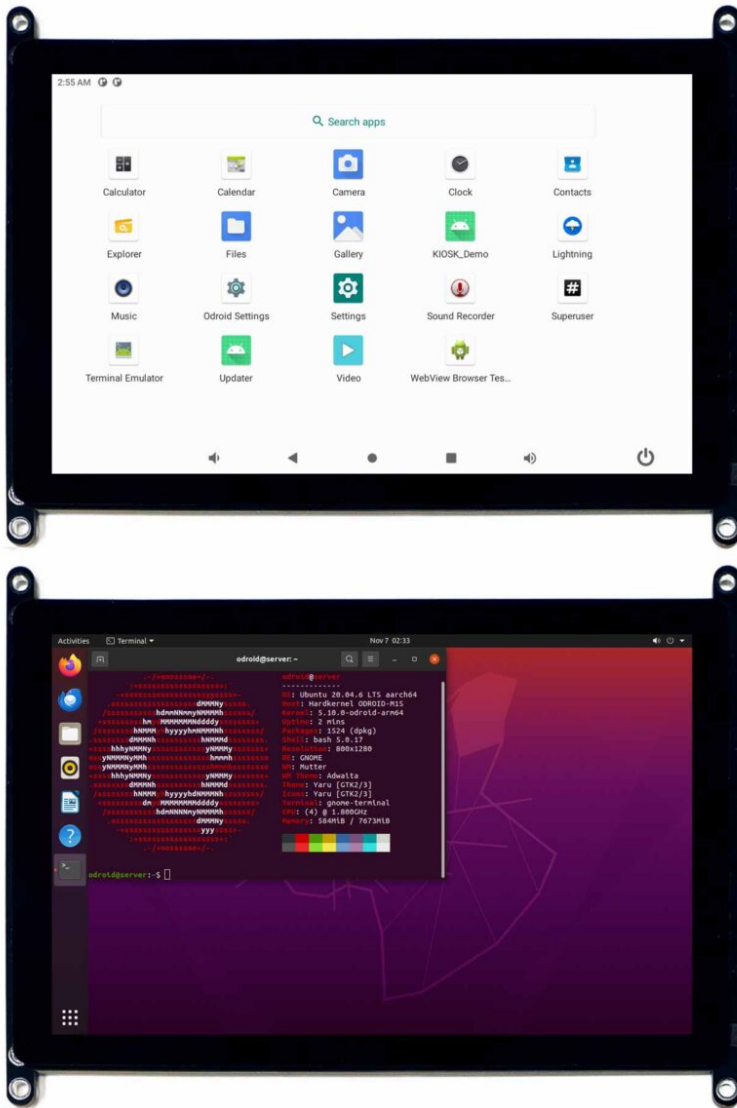 2:55 AM
Search apps
Calculator Calendar Camera Clock Contacts
Explorer Files Gallery KIOSK_Demo Lightning
Music Odroid Settings Settings Sound Recorder Superuser
Terminal Emulator Updater Video WebView Browser Tes...
Activities Terminal Nov 7 02:33
odroid@server: ~
odroid@server
-------------
OS: Ubuntu 20.04.6 LTS aarch64
Host: Hardkernel ODROID-M1S
Kernel: 5.10.0-odroid-arm64
Uptime: 2 mins
Packages: 1524 (dpkg)
Shell: bash 5.0.17
Resolution: 800x1280
DE: GNOME
WM: Mutter
WM Theme: Adwaita
Theme: Yaru [GTK2/3]
Icons: Yaru [GTK2/3]
Terminal: gnome-terminal
CPU: (4) @ 1.800GHz
Memory: 584MiB / 7673MiB
odroid@server:~$